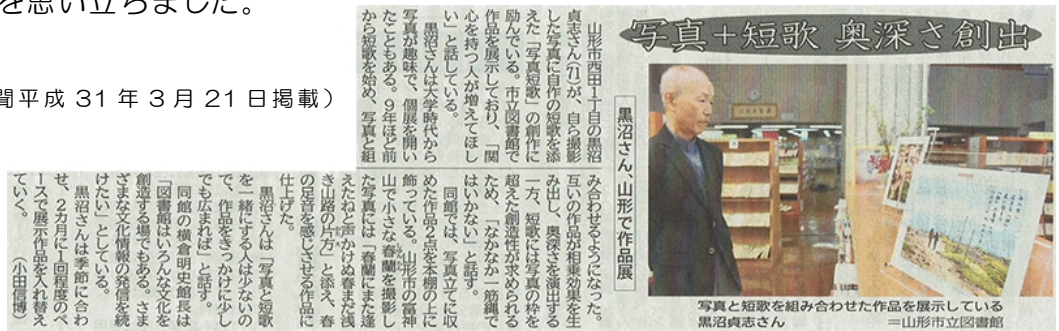 を思い立ちました。
聞平成 31 年 3 月 21 日掲載）
写真＋短歌 奥深さ創出
黒沼さん、山形で作品展
山形市西田1丁目の黒沼
貞志さん(71)が、自ら撮影
した写真に自作の短歌を添
えた「写真短歌」の創作に
励んでいる。市立図書館で
作品を展示しており、「関
心を持つ人が増えてほし
い」と話している。
黒沼さんは大学時代から
写真が趣味で、個展を開い
たこともある。9年ほど前
から短歌を始め、写真と組
み合わせるようになった。
互いの作品が相乗効果を生
み出し、奥深さを演出する
一方、短歌には写真の枠を
超えた創造性が求められる
ため、「なかなか一筋縄で
はいかない」と話す。
同館では、写真立てに収
めた作品2点を本棚の上に
飾っている。山形市の富神
山で小さな春蘭を撮影し
た写真には「春蘭にまた逢
えたねと声かけぬ春まだ浅
き山路の片方」と添え、春
の足音を感じさせる作品に
仕上げた。
黒沼さんは「写真と短歌
を一緒にする人は少ないの
で、作品をきっかけに少し
でも広まれば」と話す。
同館の横倉明史館長は
「図書館はいろんな文化を
創造する場でもある。さま
ざまな文化情報の発信を続
けたい」としている。
黒沼さんは季節に合わ
せ、2カ月に1回程度のペ
ースで展示作品を入れ替え
ていく。　（小田信博）
写真と短歌を組み合わせた作品を展示している
黒沼貞志さん　＝山形市立図書館